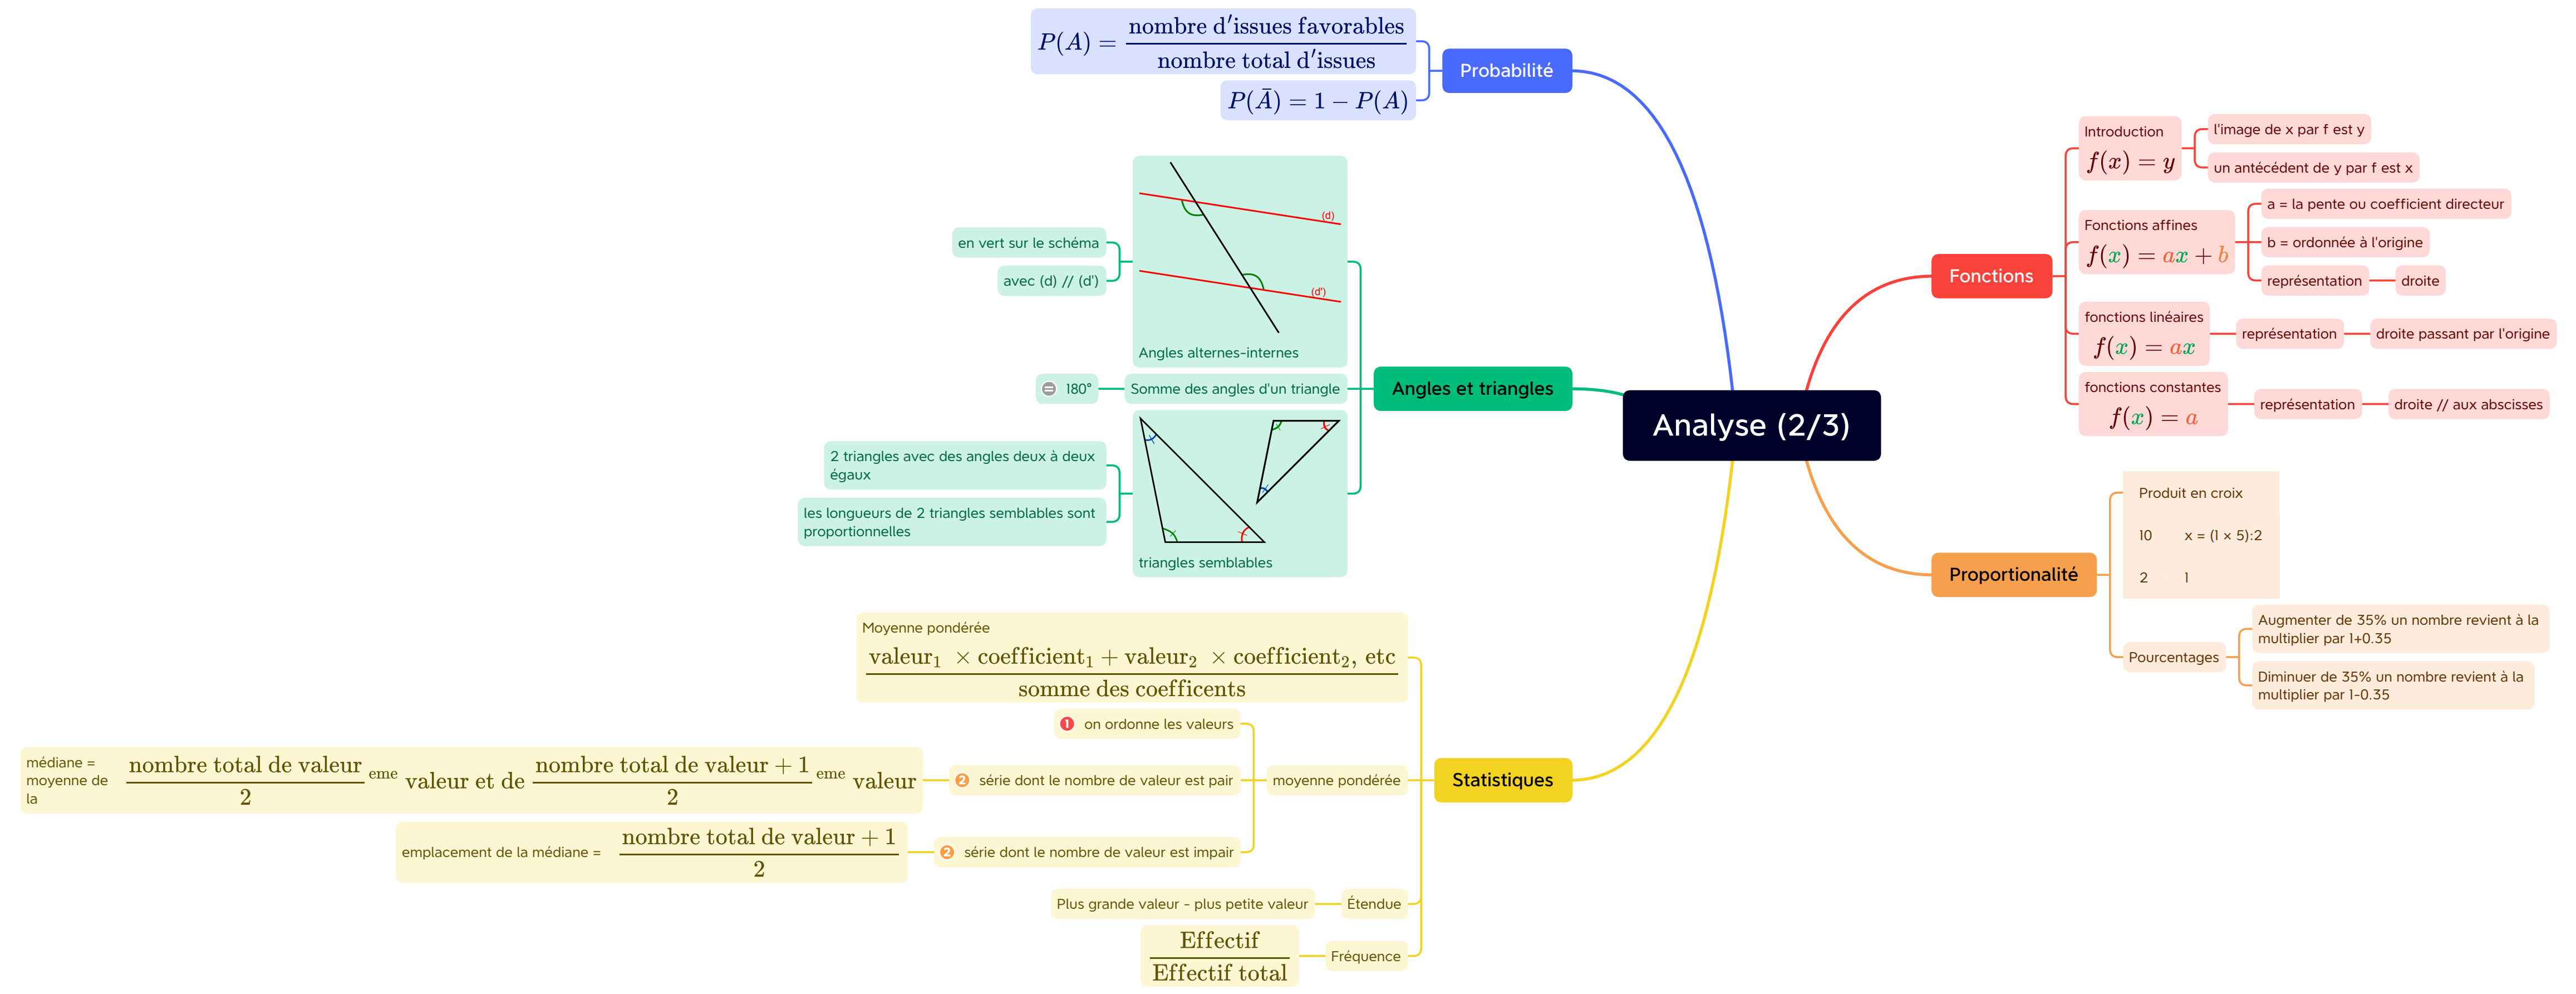 Analyse (2/3)
Probabilité
P(A) = nombre d'issues favorables / nombre total d'issues
P(Ā) = 1 − P(A)
Angles et triangles
(d)
(d')
Angles alternes-internes
en vert sur le schéma
avec (d) // (d')
Somme des angles d'un triangle
= 180°
triangles semblables
2 triangles avec des angles deux à deux
égaux
les longueurs de 2 triangles semblables sont
proportionnelles
Statistiques
Moyenne pondérée
valeur₁ × coefficient₁ + valeur₂ × coefficient₂, etc / somme des coefficents
moyenne pondérée
1 on ordonne les valeurs
2 série dont le nombre de valeur est pair
médiane =
moyenne de
la
nombre total de valeur / 2 eme valeur et de nombre total de valeur + 1 / 2 eme valeur
2 série dont le nombre de valeur est impair
emplacement de la médiane = nombre total de valeur + 1 / 2
Étendue
Plus grande valeur - plus petite valeur
Fréquence
Effectif / Effectif total
Fonctions
Introduction
f(x) = y
l'image de x par f est y
un antécédent de y par f est x
Fonctions affines
f(x) = ax + b
a = la pente ou coefficient directeur
b = ordonnée à l'origine
représentation
droite
fonctions linéaires
f(x) = ax
représentation
droite passant par l'origine
fonctions constantes
f(x) = a
représentation
droite // aux abscisses
Proportionalité
Produit en croix
10 x = (1 × 5):2
2 1
Pourcentages
Augmenter de 35% un nombre revient à la
multiplier par 1+0.35
Diminuer de 35% un nombre revient à la
multiplier par 1-0.35